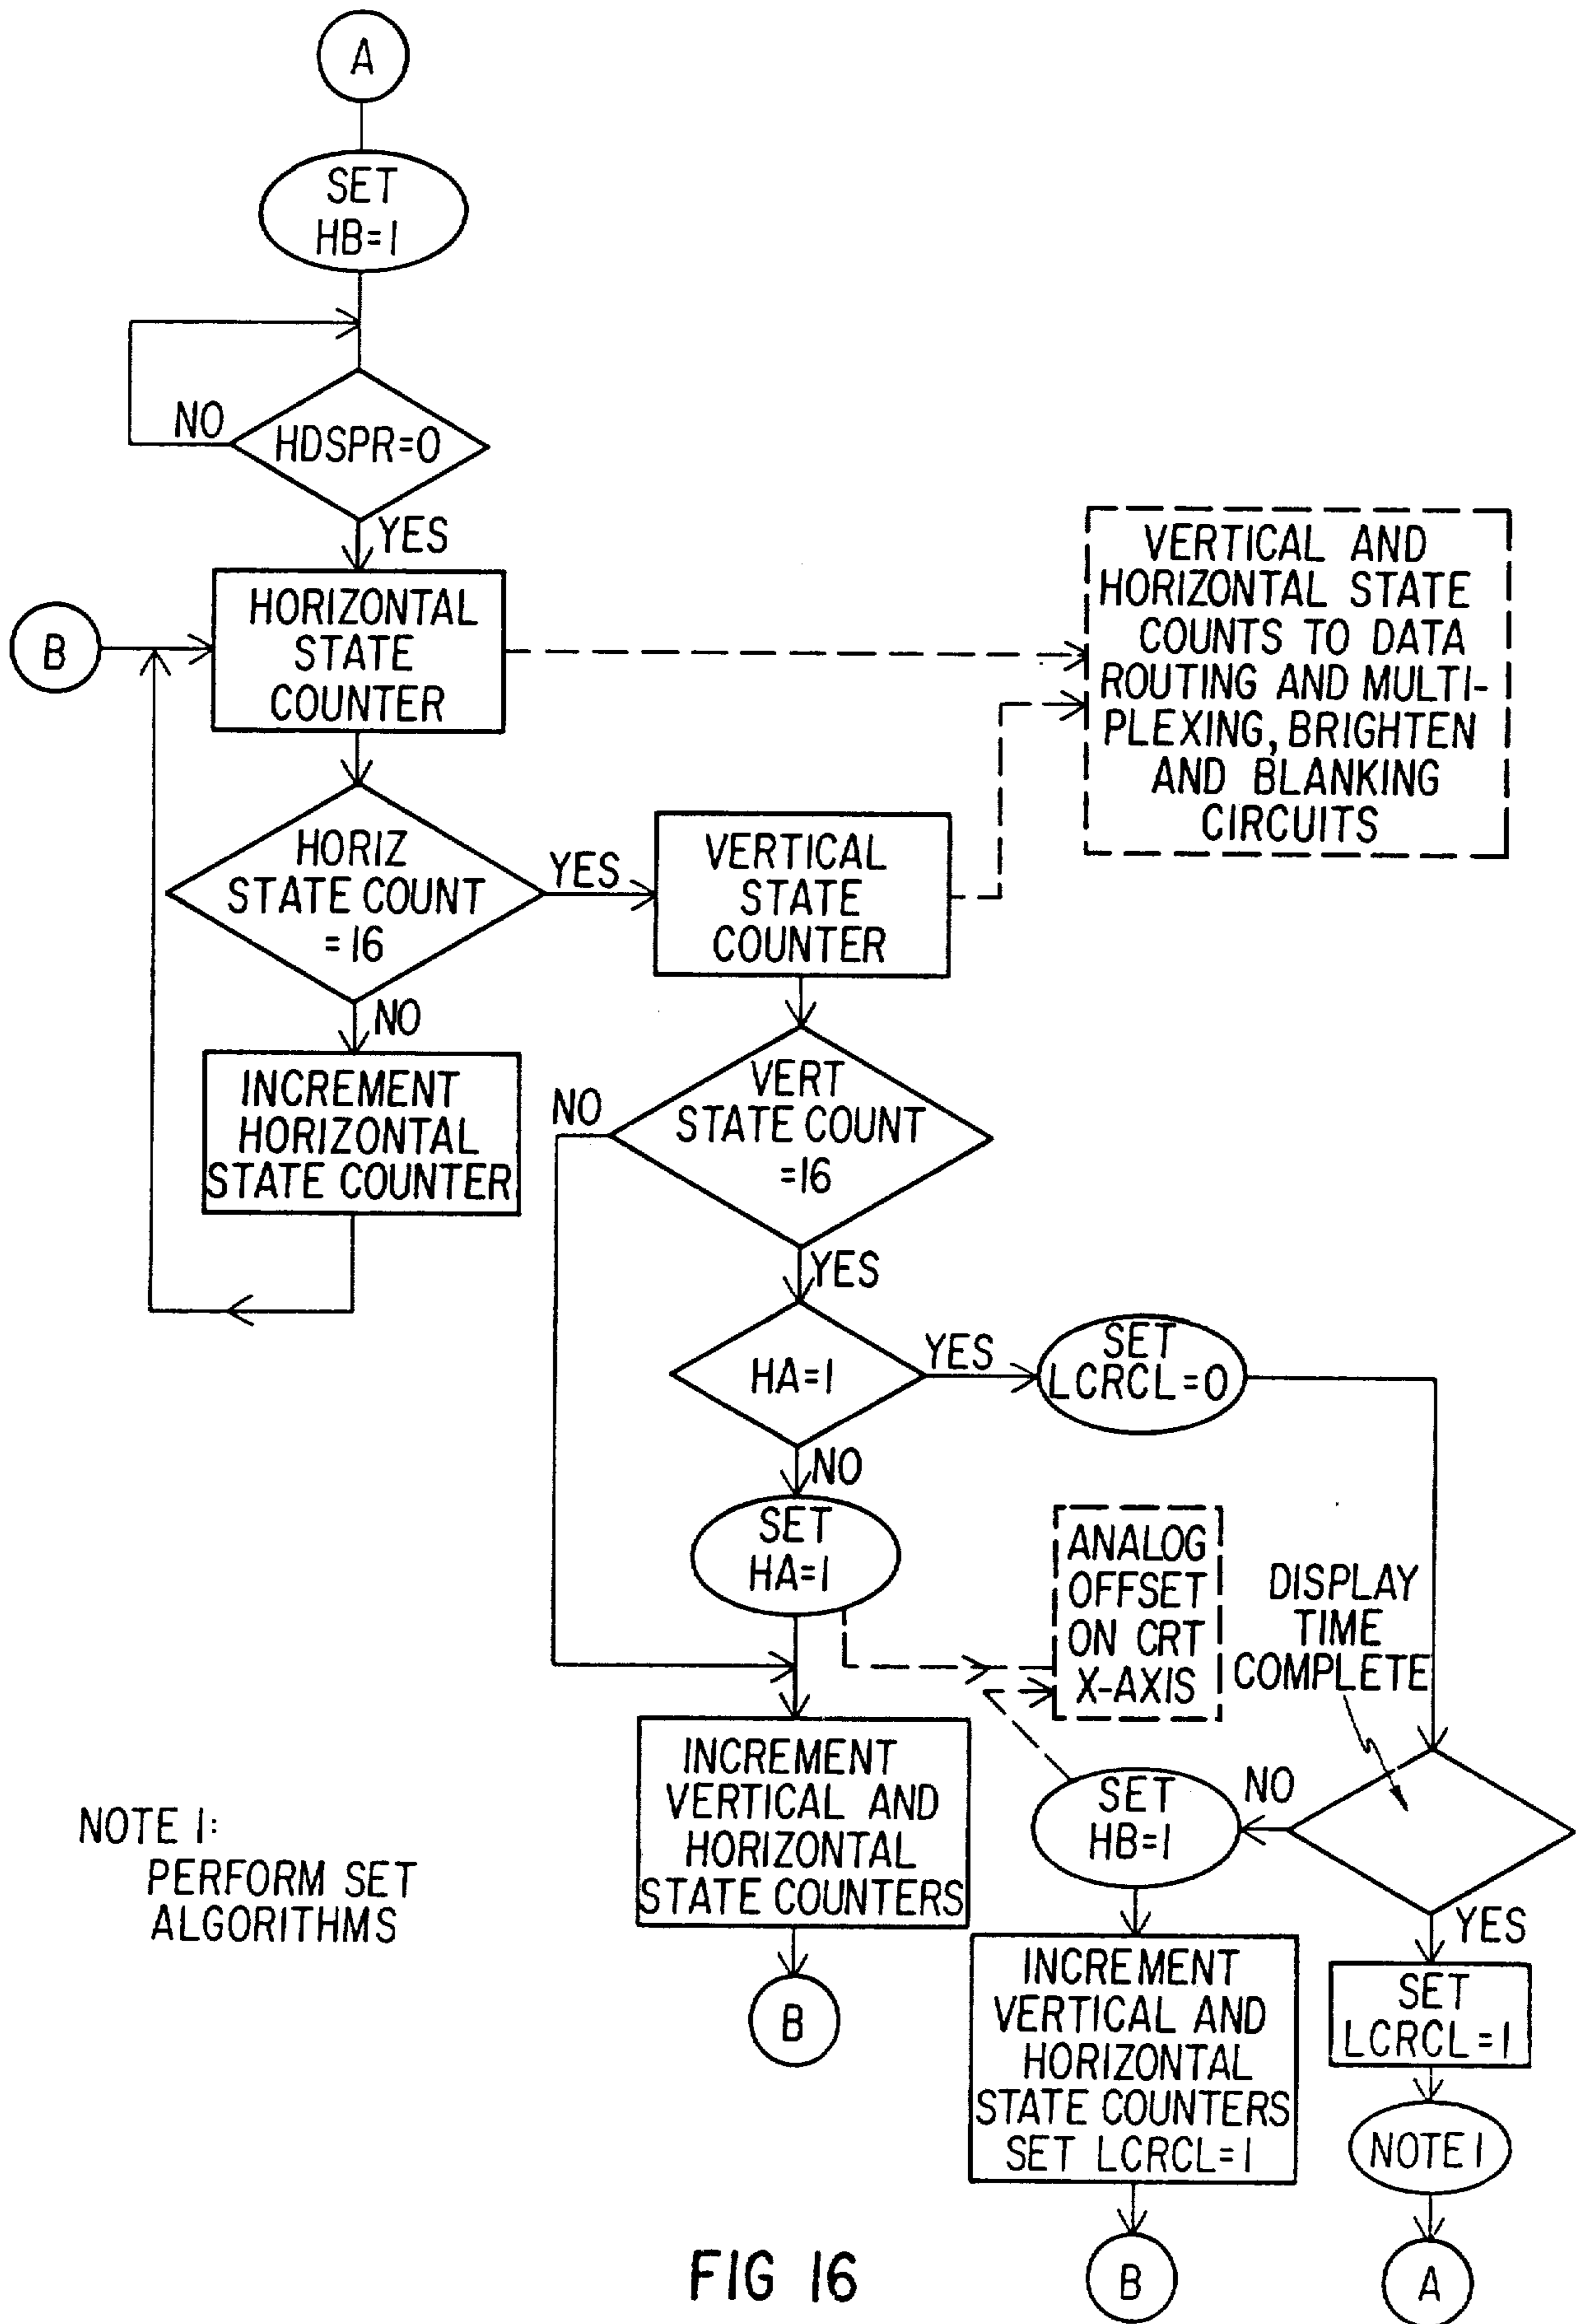 A
SET
HB=1
NO
HDSPR=0
YES
B
HORIZONTAL
STATE
COUNTER
VERTICAL AND
HORIZONTAL STATE
COUNTS TO DATA
ROUTING AND MULTI-
PLEXING, BRIGHTEN
AND BLANKING
CIRCUITS
HORIZ
STATE COUNT
=16
YES
VERTICAL
STATE
COUNTER
NO
INCREMENT
HORIZONTAL
STATE COUNTER
NO
VERT
STATE COUNT
=16
YES
HA=1
YES
SET
LCRCL=0
NO
SET
HA=1
ANALOG
OFFSET
ON CRT
X-AXIS
DISPLAY
TIME
COMPLETE
INCREMENT
VERTICAL AND
HORIZONTAL
STATE COUNTERS
B
NO
SET
HB=1
YES
INCREMENT
VERTICAL AND
HORIZONTAL
STATE COUNTERS
SET LCRCL=1
B
SET
LCRCL=1
NOTE 1
A
NOTE 1:
PERFORM SET
ALGORITHMS
FIG 16